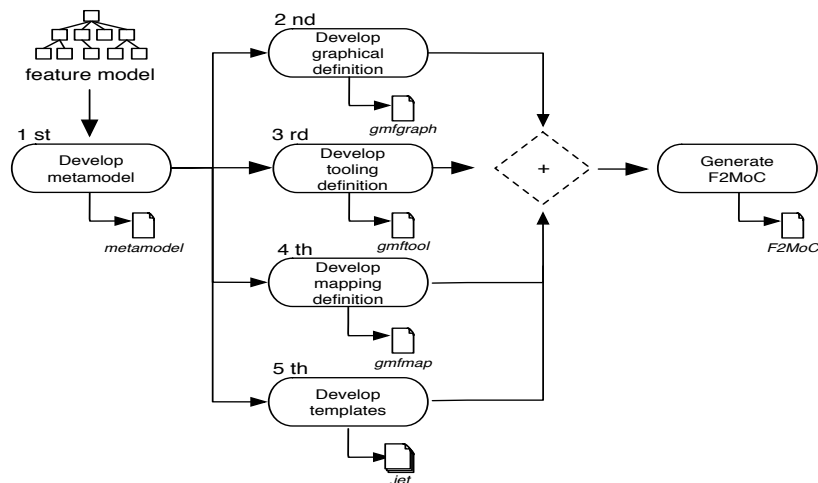 feature model
1 st
Develop
metamodel
metamodel
2 nd
Develop
graphical
definition
gmfgraph
3 rd
Develop
tooling
definition
gmftool
4 th
Develop
mapping
definition
gmfmap
5 th
Develop
templates
.jet
+
Generate
F2MoC
F2MoC